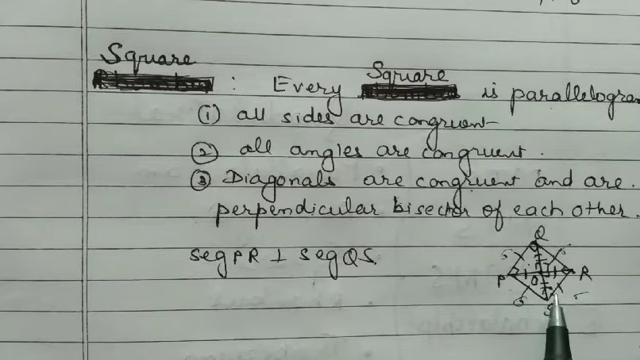 Square
: Every Square is parallelogram
① all sides are congruent
② all angles are congruent.
③ Diagonals are congruent and are
perpendicular bisector of each other.
seg PR ⊥ seg QS
Q
P O R
S